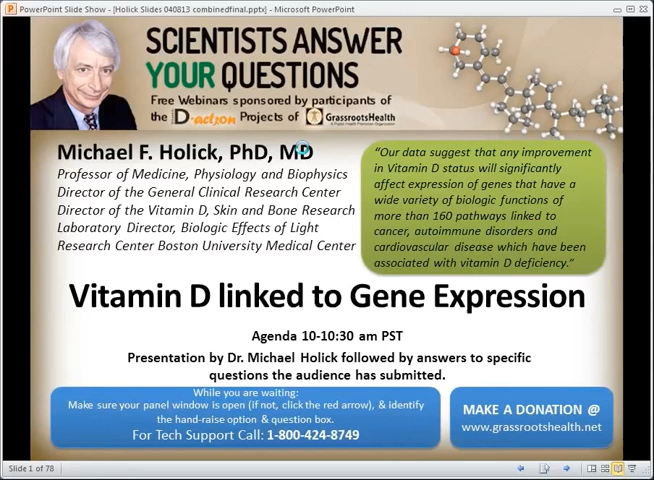 PowerPoint Slide Show - [Holick Slides 040813 combinedfinal.pptx] - Microsoft PowerPoint
SCIENTISTS ANSWER
YOUR QUESTIONS
Free Webinars sponsored by participants of
the D-action Projects of GrassrootsHealth
A Public Health Promotion Organization
Michael F. Holick, PhD, MD
Professor of Medicine, Physiology and Biophysics
Director of the General Clinical Research Center
Director of the Vitamin D, Skin and Bone Research
Laboratory Director, Biologic Effects of Light
Research Center Boston University Medical Center
"Our data suggest that any improvement
in Vitamin D status will significantly
affect expression of genes that have a
wide variety of biologic functions of
more than 160 pathways linked to
cancer, autoimmune disorders and
cardiovascular disease which have been
associated with vitamin D deficiency."
Vitamin D linked to Gene Expression
Agenda 10-10:30 am PST
Presentation by Dr. Michael Holick followed by answers to specific
questions the audience has submitted.
While you are waiting:
Make sure your panel window is open (if not, click the red arrow), & identify
the hand-raise option & question box.
For Tech Support Call: 1-800-424-8749
MAKE A DONATION @
www.grassrootshealth.net
Slide 1 of 78